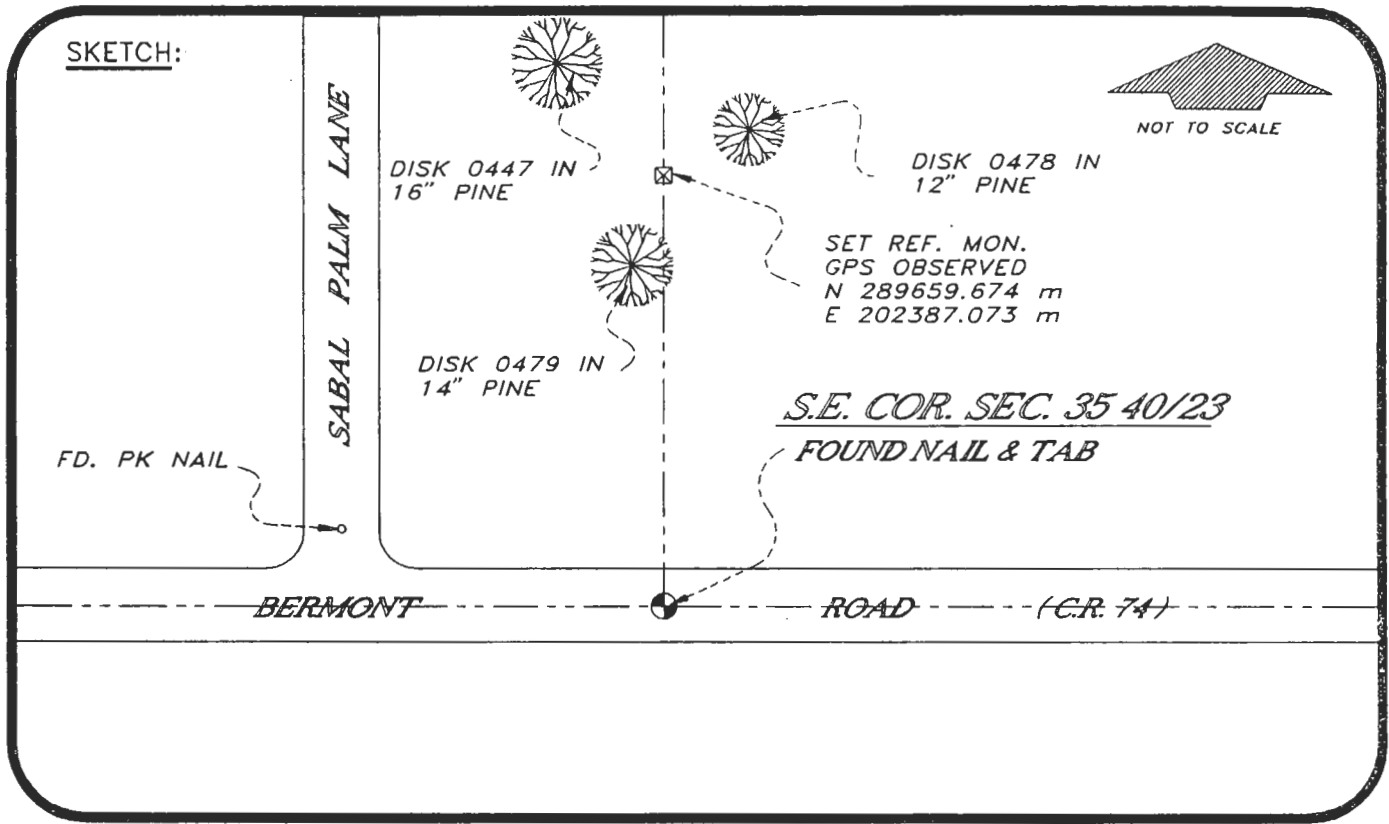 SKETCH:
NOT TO SCALE
SABAL PALM LANE
DISK 0447 IN
16" PINE
DISK 0478 IN
12" PINE
SET REF. MON.
GPS OBSERVED
N 289659.674 m
E 202387.073 m
DISK 0479 IN
14" PINE
S.E. COR. SEC. 35 40/23
FOUND NAIL & TAB
FD. PK NAIL
BERMONT ROAD (C.R. 74)